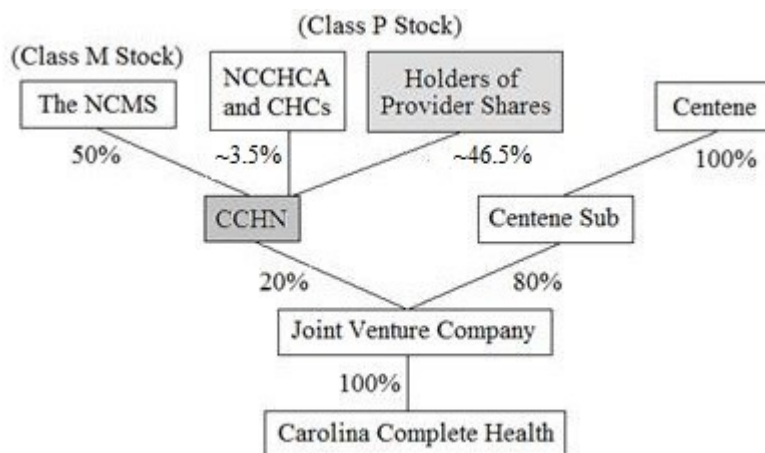 (Class P Stock)
(Class M Stock)
The NCMS
NCCHCA
and CHCs
Holders of
Provider Shares
Centene
50%
~3.5%
~46.5%
100%
CCHN
Centene Sub
20%
80%
Joint Venture Company
100%
Carolina Complete Health